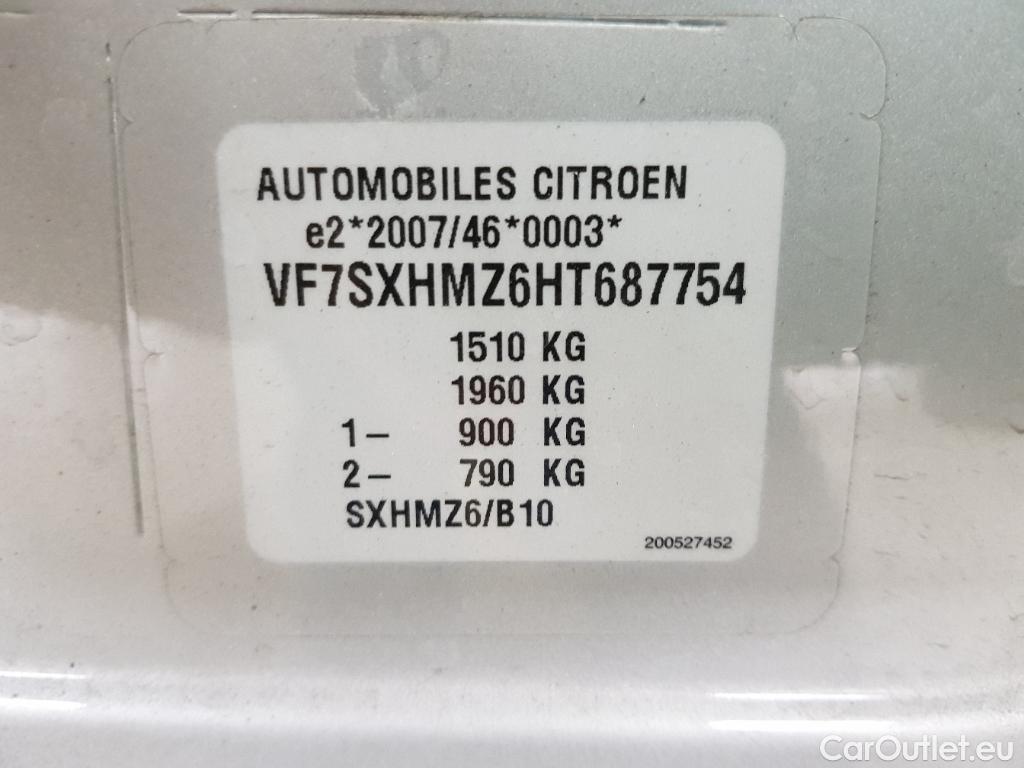 AUTOMOBILES CITROEN
e2*2007/46*0003*
VF7SXHMZ6HT687754
1510 KG
1960 KG
1- 900 KG
2- 790 KG
SXHMZ6/B10
200527452
CarOutlet.eu